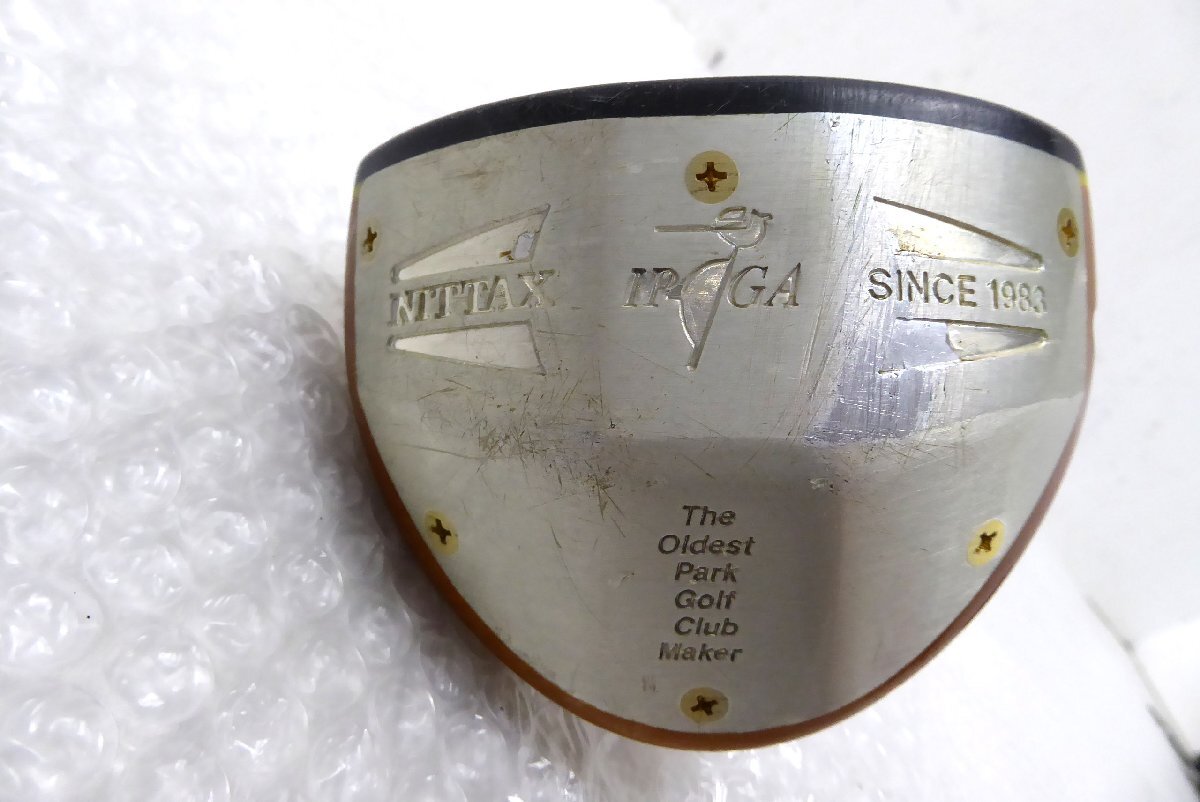 NITTAX
IPGA
SINCE 1983
The
Oldest
Park
Golf
Club
Maker